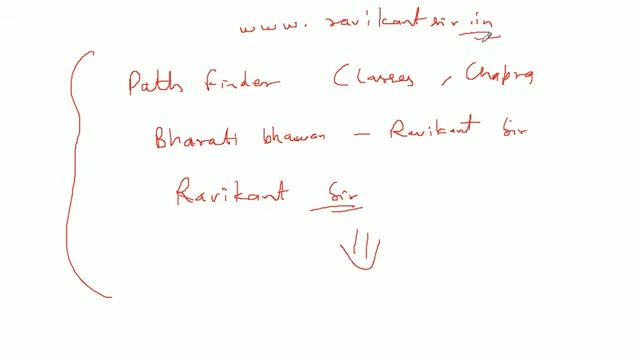 www.ravikantsir.in
Path Finder Classes, Chapra
Bharati bhawan - Ravikant Sir
Ravikant Sir